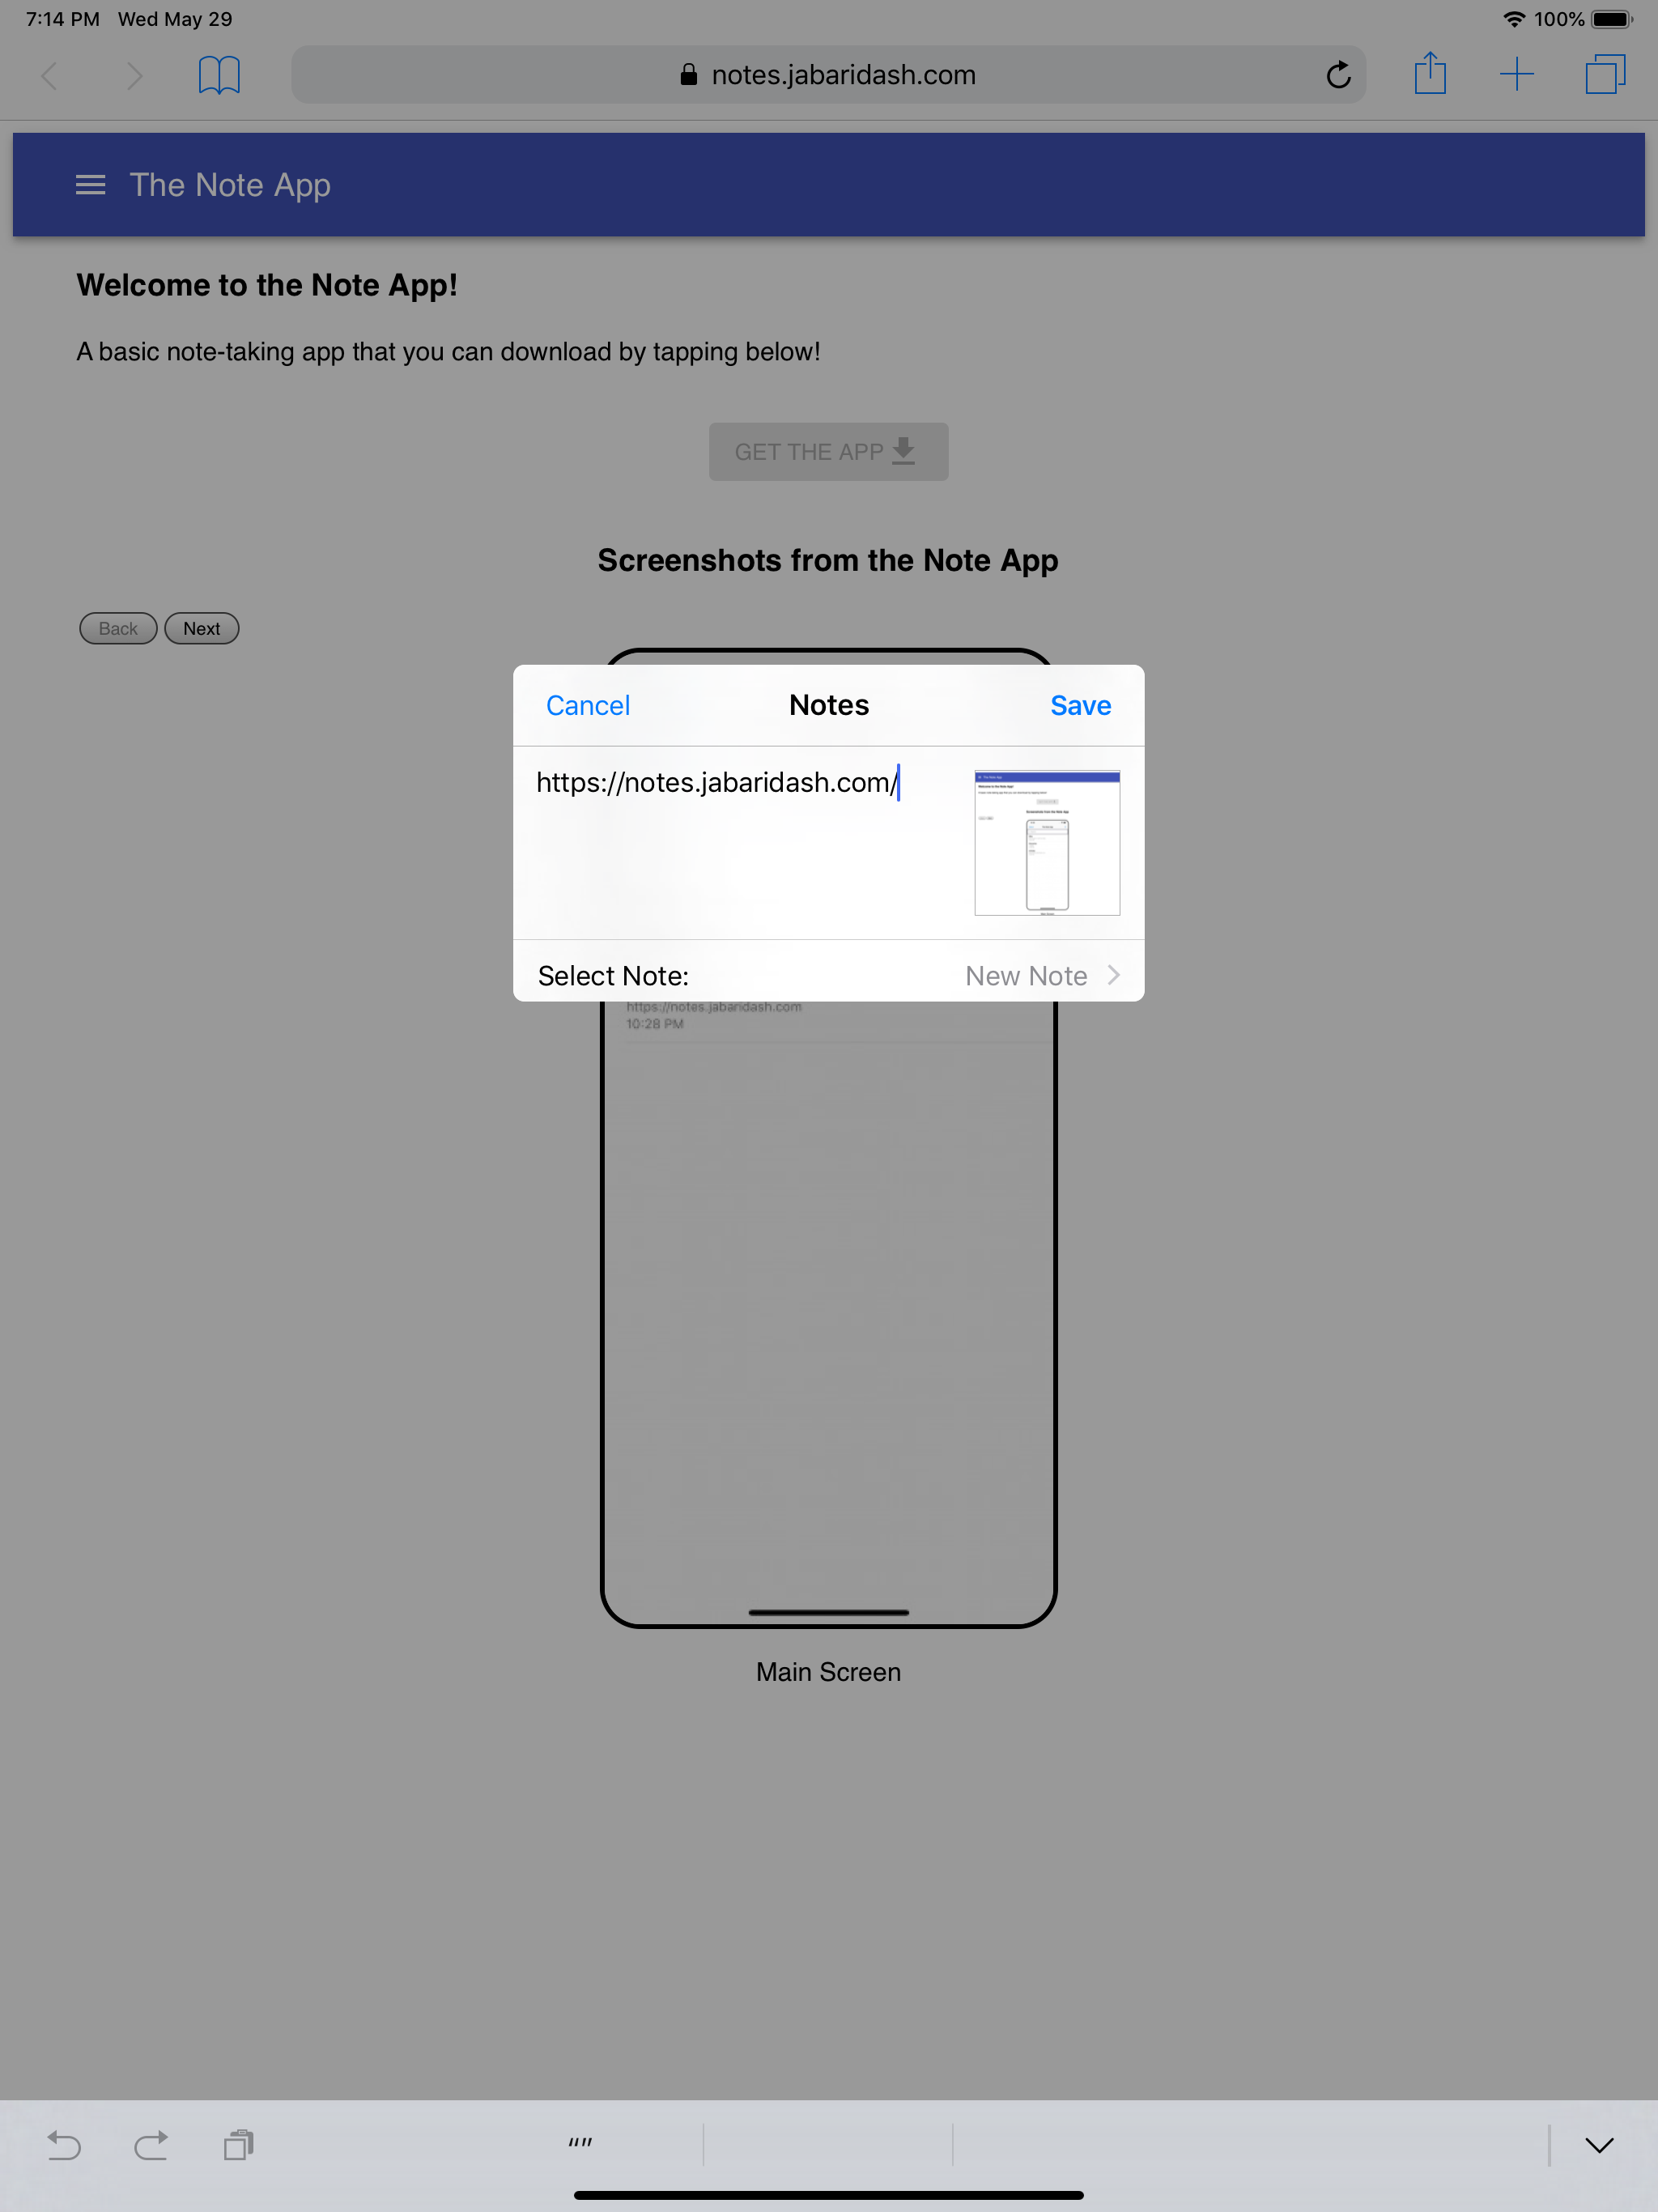 7:14 PM Wed May 29
100%
notes.jabaridash.com
The Note App
Welcome to the Note App!
A basic note-taking app that you can download by tapping below!
GET THE APP
Screenshots from the Note App
Back Next
Cancel Notes Save
https://notes.jabaridash.com/
Select Note: New Note
https://notes.jabaridash.com
10:28 PM
Main Screen
“”